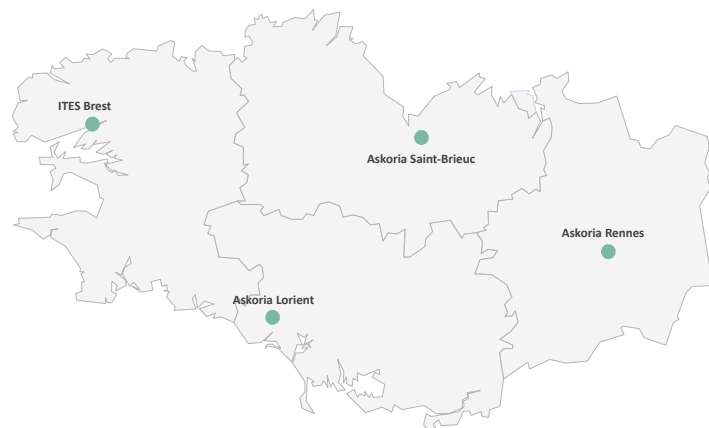 ITES Brest
Askoria Saint-Brieuc
Askoria Rennes
Askoria Lorient